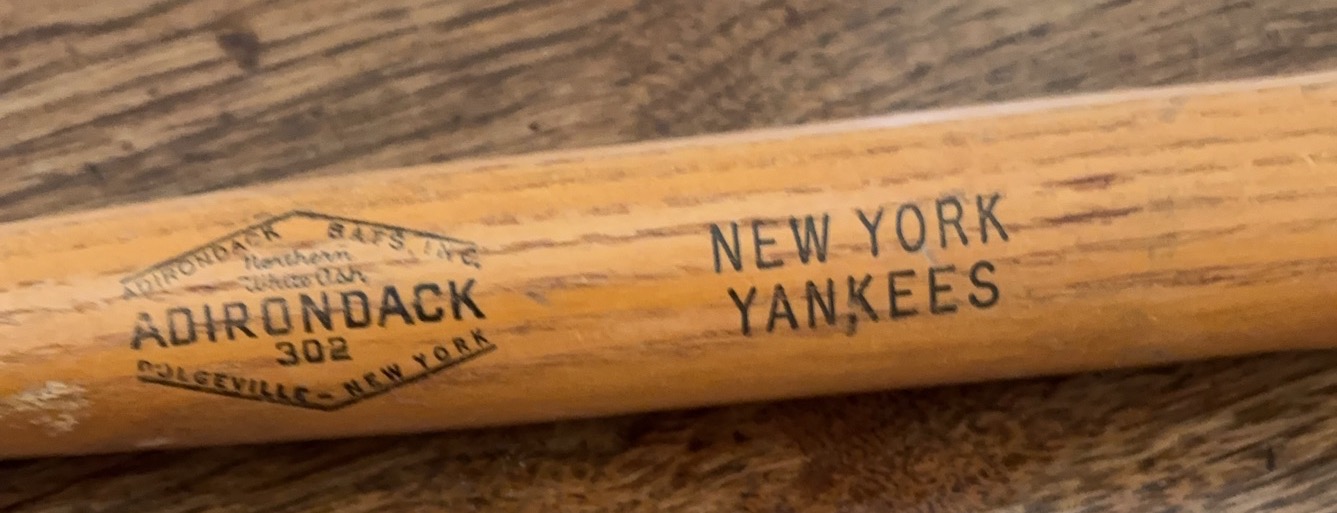 ADIRONDACK BATS, INC.
Northern
White Ash
ADIRONDACK
302
DOLGEVILLE - NEW YORK
NEW YORK
YANKEES